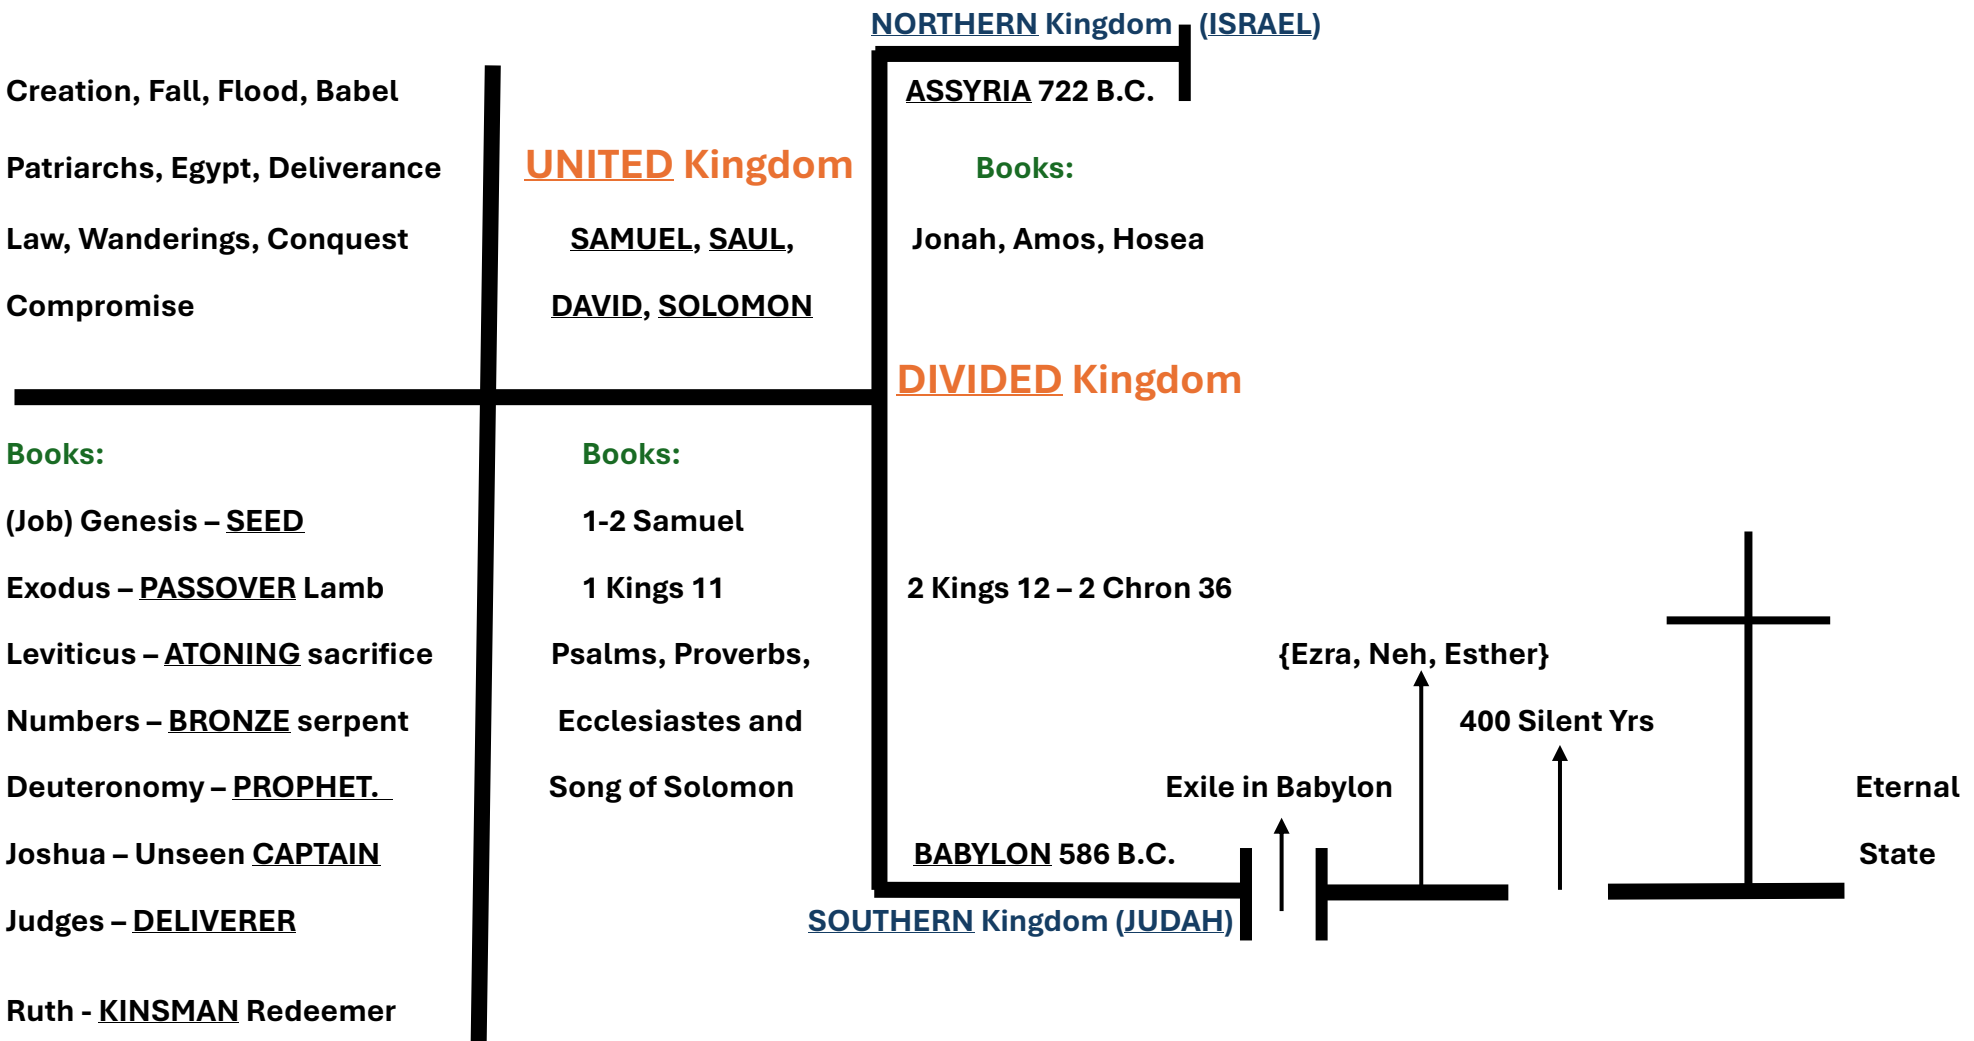 NORTHERN Kingdom (ISRAEL)
Creation, Fall, Flood, Babel
Patriarchs, Egypt, Deliverance
Law, Wanderings, Conquest
Compromise
UNITED Kingdom
SAMUEL, SAUL,
DAVID, SOLOMON
ASSYRIA 722 B.C.
Books:
Jonah, Amos, Hosea
DIVIDED Kingdom
Books:
(Job) Genesis – SEED
Exodus – PASSOVER Lamb
Leviticus – ATONING sacrifice
Numbers – BRONZE serpent
Deuteronomy – PROPHET.
Joshua – Unseen CAPTAIN
Judges – DELIVERER
Ruth - KINSMAN Redeemer
Books:
1-2 Samuel
1 Kings 11
Psalms, Proverbs,
Ecclesiastes and
Song of Solomon
2 Kings 12 – 2 Chron 36
{Ezra, Neh, Esther}
400 Silent Yrs
Exile in Babylon
BABYLON 586 B.C.
SOUTHERN Kingdom (JUDAH)
Eternal
State